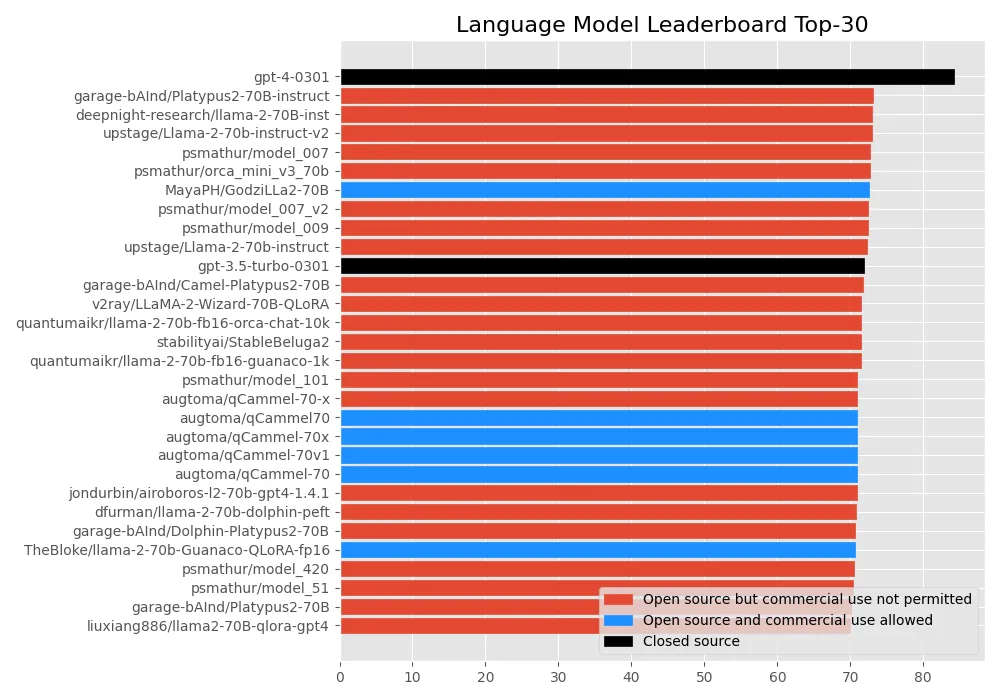 Language Model Leaderboard Top-30
gpt-4-0301
garage-bAInd/Platypus2-70B-instruct
deepnight-research/llama-2-70B-inst
upstage/Llama-2-70b-instruct-v2
psmathur/model_007
psmathur/orca_mini_v3_70b
MayaPH/GodziLLa2-70B
psmathur/model_007_v2
psmathur/model_009
upstage/Llama-2-70b-instruct
gpt-3.5-turbo-0301
garage-bAInd/Camel-Platypus2-70B
v2ray/LLaMA-2-Wizard-70B-QLoRA
quantumaikr/llama-2-70b-fb16-orca-chat-10k
stabilityai/StableBeluga2
quantumaikr/llama-2-70b-fb16-guanaco-1k
psmathur/model_101
augtoma/qCammel-70-x
augtoma/qCammel70
augtoma/qCammel-70x
augtoma/qCammel-70v1
augtoma/qCammel-70
jondurbin/airoboros-l2-70b-gpt4-1.4.1
dfurman/llama-2-70b-dolphin-peft
garage-bAInd/Dolphin-Platypus2-70B
TheBloke/llama-2-70b-Guanaco-QLoRA-fp16
psmathur/model_420
psmathur/model_51
garage-bAInd/Platypus2-70B
liuxiang886/llama2-70B-qlora-gpt4
Open source but commercial use not permitted
Open source and commercial use allowed
Closed source
0 10 20 30 40 50 60 70 80